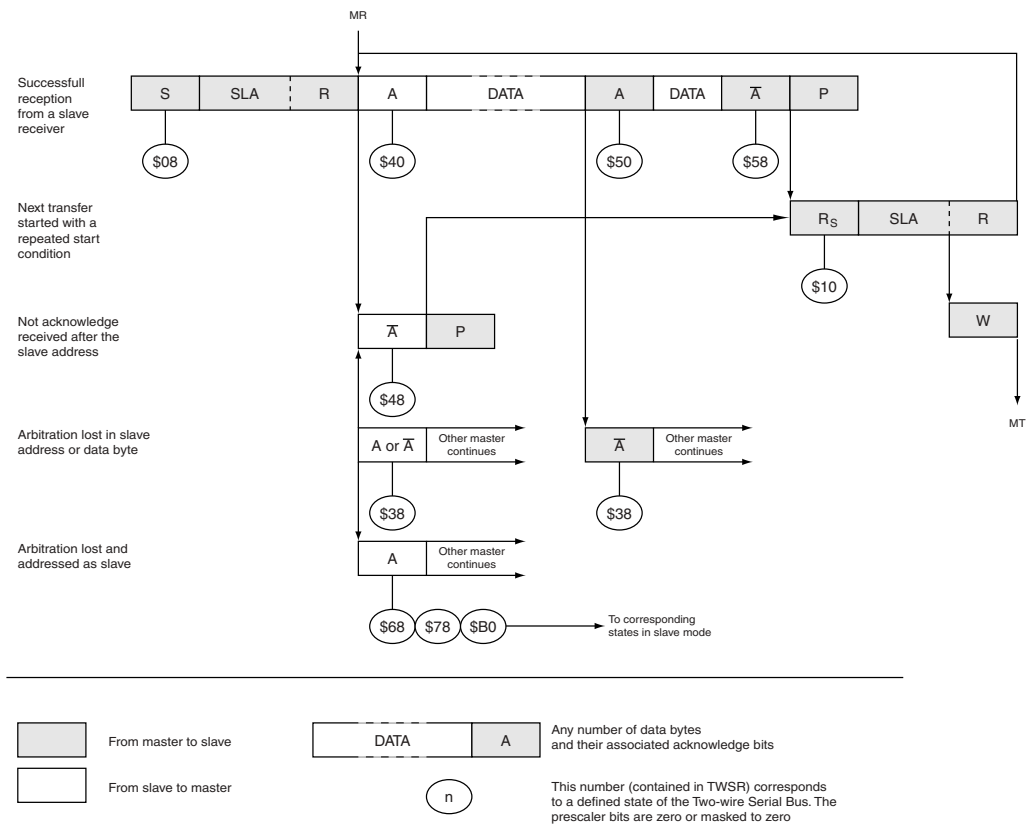 MR
Successfull
reception
from a slave
receiver
S SLA R A DATA A DATA A̅ P
$08 $40 $50 $58
Next transfer
started with a
repeated start
condition
RS SLA R
$10
Not acknowledge
received after the
slave address
A̅ P
W
$48
MT
Arbitration lost in slave
address or data byte
A or A̅ Other master
continues
A̅ Other master
continues
$38 $38
Arbitration lost and
addressed as slave
A Other master
continues
$68 $78 $B0 To corresponding
states in slave mode
From master to slave
DATA A Any number of data bytes
and their associated acknowledge bits
From slave to master
n This number (contained in TWSR) corresponds
to a defined state of the Two-wire Serial Bus. The
prescaler bits are zero or masked to zero